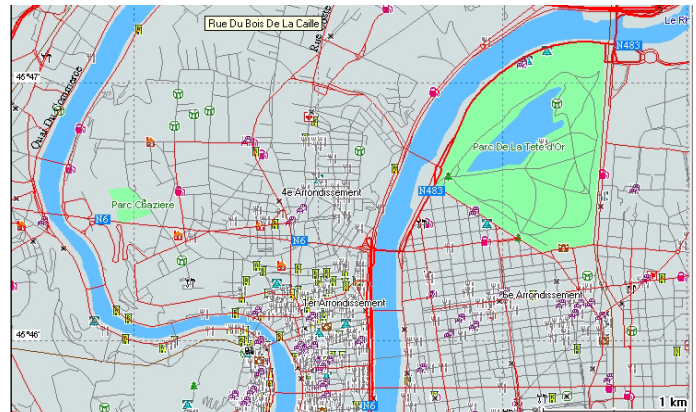 Rue Du Bois De La Caille
Le Rh
N483
45°47'
Quai Du Commerce
Parc De La Tete d'Or
4e Arrondissement
N483
Parc Chaziere
N6
N6
1er Arrondissement
6e Arrondissement
45°46'
N6
1 km